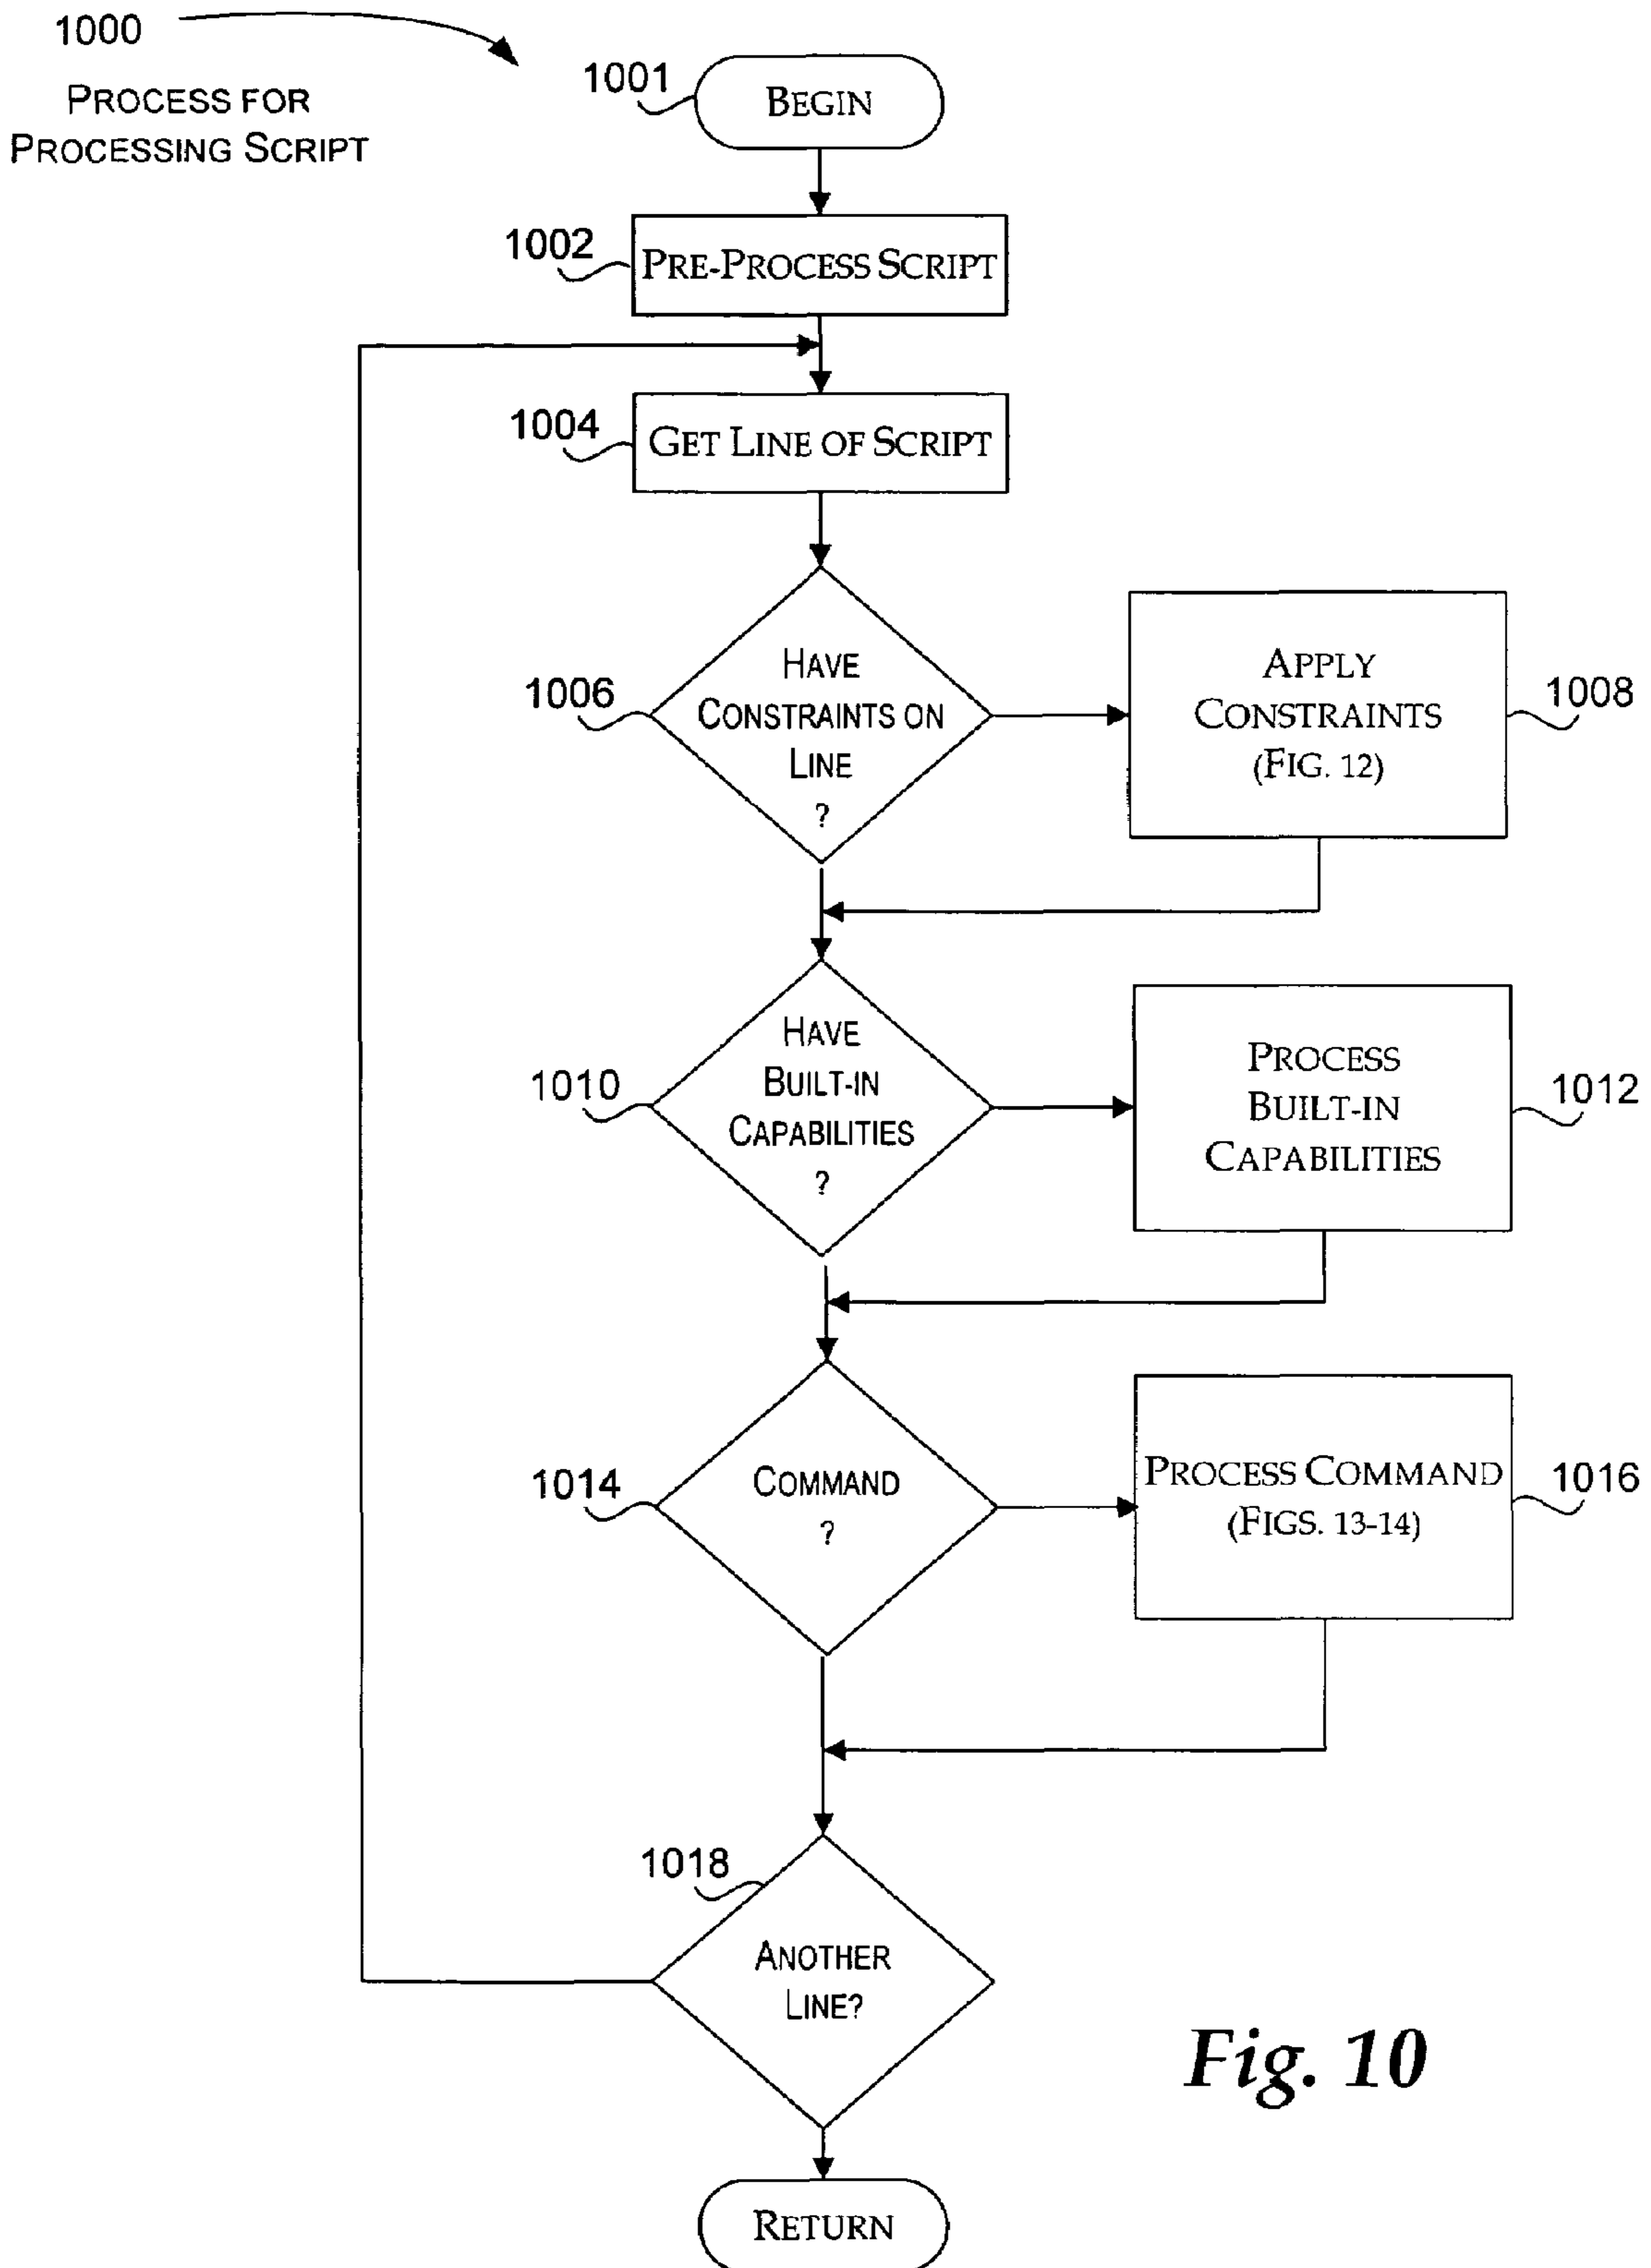 1000
PROCESS FOR
PROCESSING SCRIPT
1001
BEGIN
1002
PRE-PROCESS SCRIPT
1004
GET LINE OF SCRIPT
1006
HAVE
CONSTRAINTS ON
LINE
?
APPLY
CONSTRAINTS
(FIG. 12)
1008
1010
HAVE
BUILT-IN
CAPABILITIES
?
PROCESS
BUILT-IN
CAPABILITIES
1012
1014
COMMAND
?
PROCESS COMMAND
(FIGS. 13-14)
1016
1018
ANOTHER
LINE?
RETURN
Fig. 10